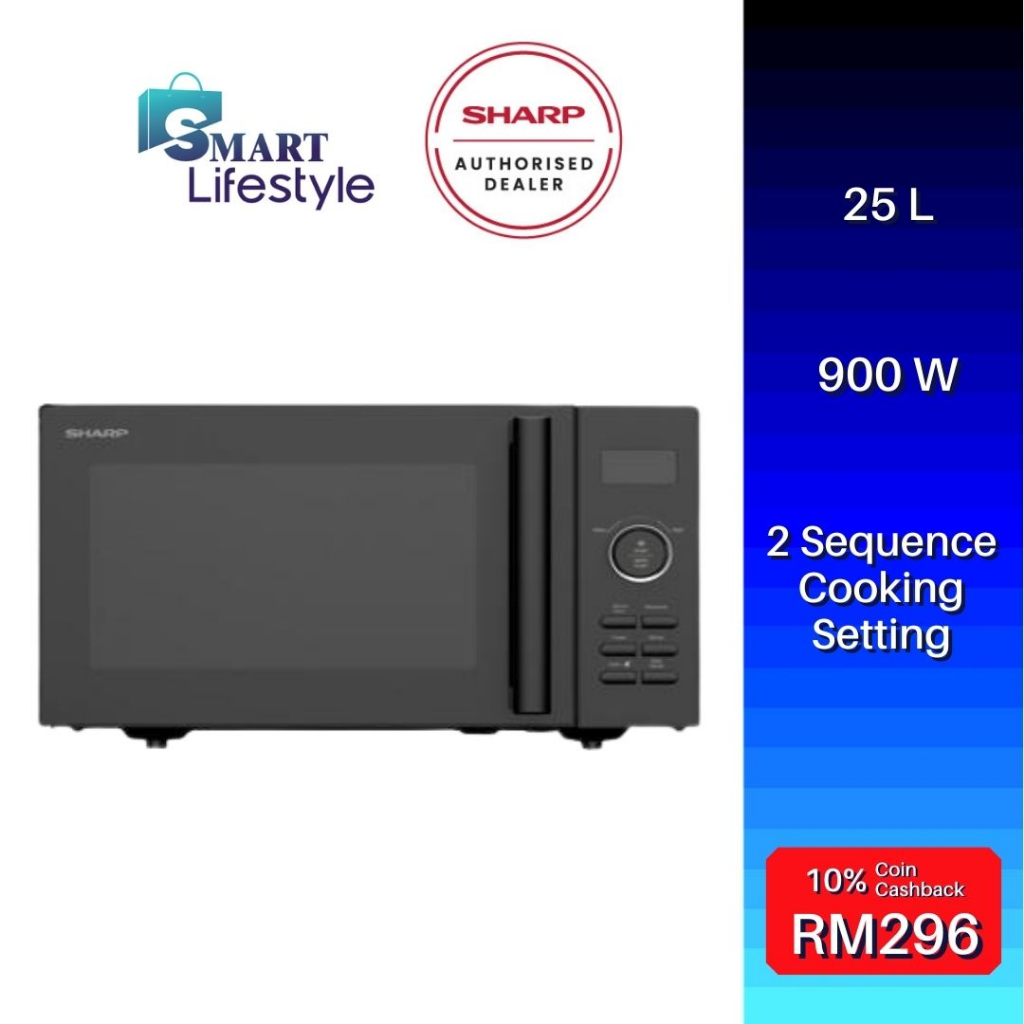 SMART
Lifestyle
SHARP
AUTHORISED
DEALER
25 L
900 W
2 Sequence
Cooking
Setting
SHARP
10% Coin
Cashback
RM296